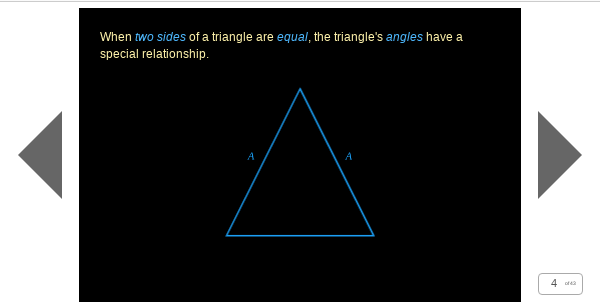 When two sides of a triangle are equal, the triangle's angles have a
special relationship.
A A
4 of 43